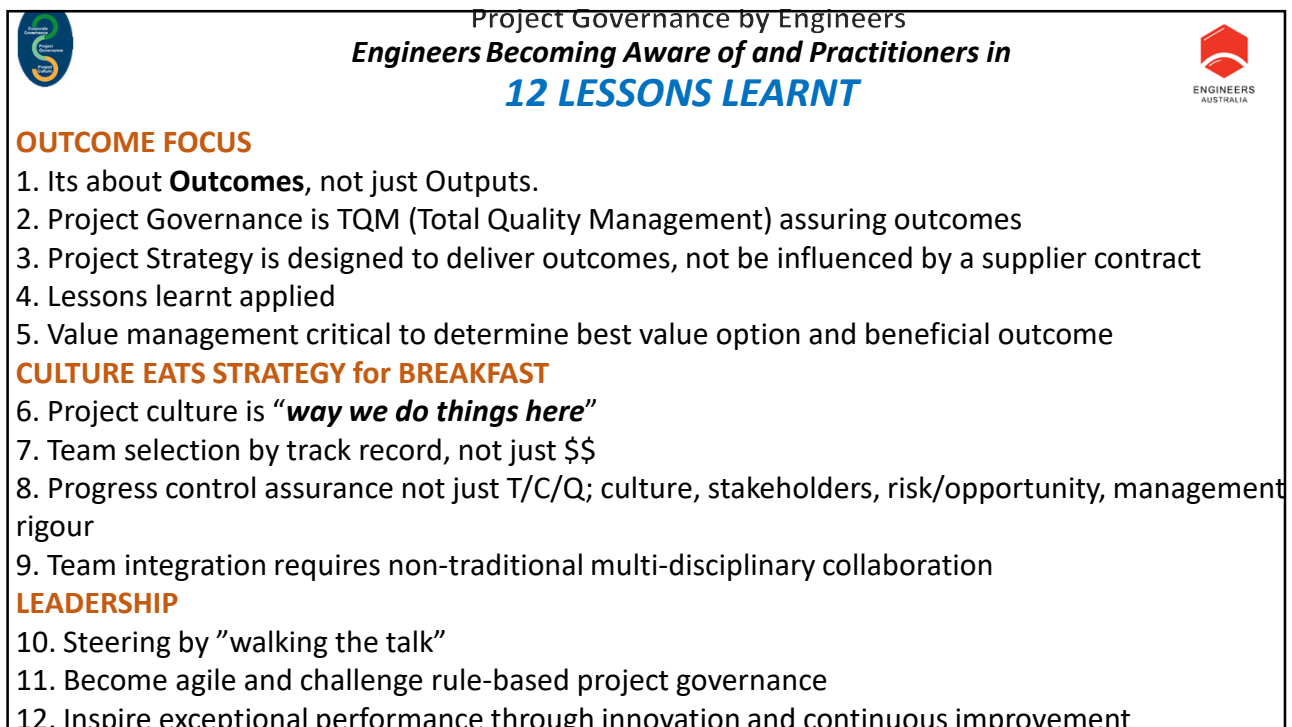 Project Governance by Engineers
Engineers Becoming Aware of and Practitioners in
12 LESSONS LEARNT
Corporate
Governance
Project
Governance
Project
Culture
ENGINEERS
AUSTRALIA
OUTCOME FOCUS
1. Its about Outcomes, not just Outputs.
2. Project Governance is TQM (Total Quality Management) assuring outcomes
3. Project Strategy is designed to deliver outcomes, not be influenced by a supplier contract
4. Lessons learnt applied
5. Value management critical to determine best value option and beneficial outcome
CULTURE EATS STRATEGY for BREAKFAST
6. Project culture is “way we do things here”
7. Team selection by track record, not just $$
8. Progress control assurance not just T/C/Q; culture, stakeholders, risk/opportunity, management
rigour
9. Team integration requires non-traditional multi-disciplinary collaboration
LEADERSHIP
10. Steering by ”walking the talk”
11. Become agile and challenge rule-based project governance
12. Inspire exceptional performance through innovation and continuous improvement